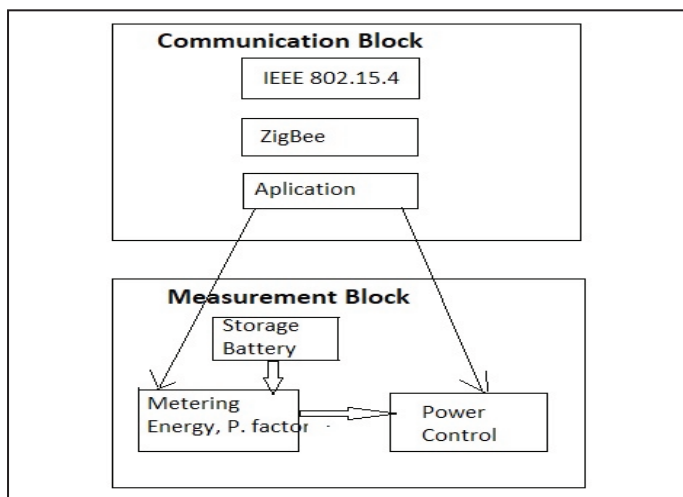 Communication Block
IEEE 802.15.4
ZigBee
Aplication
Measurement Block
Storage
Battery
Metering
Energy, P. factor
Power
Control